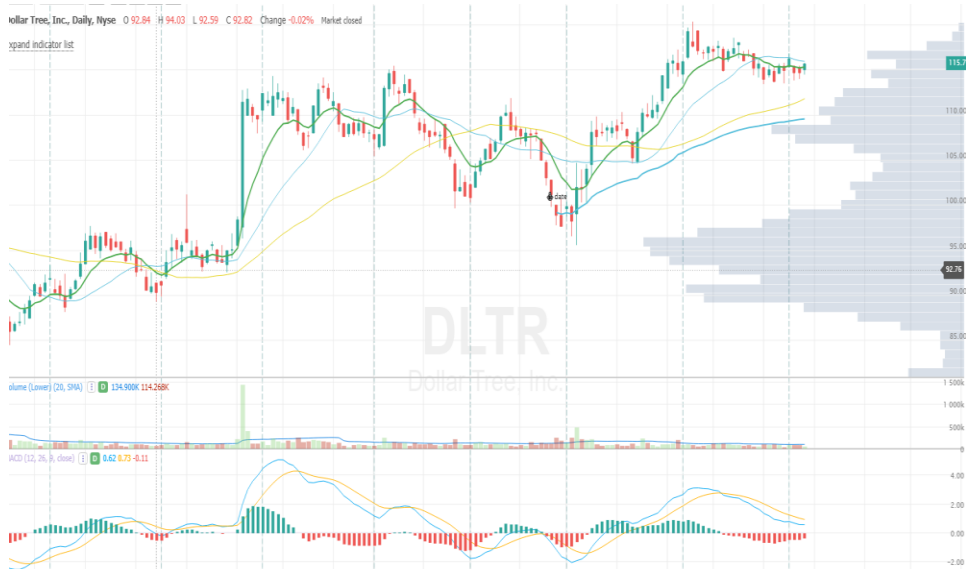 ollar Tree, Inc., Daily, Nyse O 92.84 H 94.03 L 92.59 C 92.82 Change -0.02% Market closed
xpand indicator list
115.7
110.00
105.00
100.00
date
95.00
92.76
90.00
85.00
DLTR
Dollar Tree, Inc.
olume (Lower) (20, SMA) D 134.900K 114.268K
1 500k
1 000k
500k
0
MACD (12, 26, 9, close) D 0.62 0.73 -0.11
4.00
2.00
0.00
-2.00